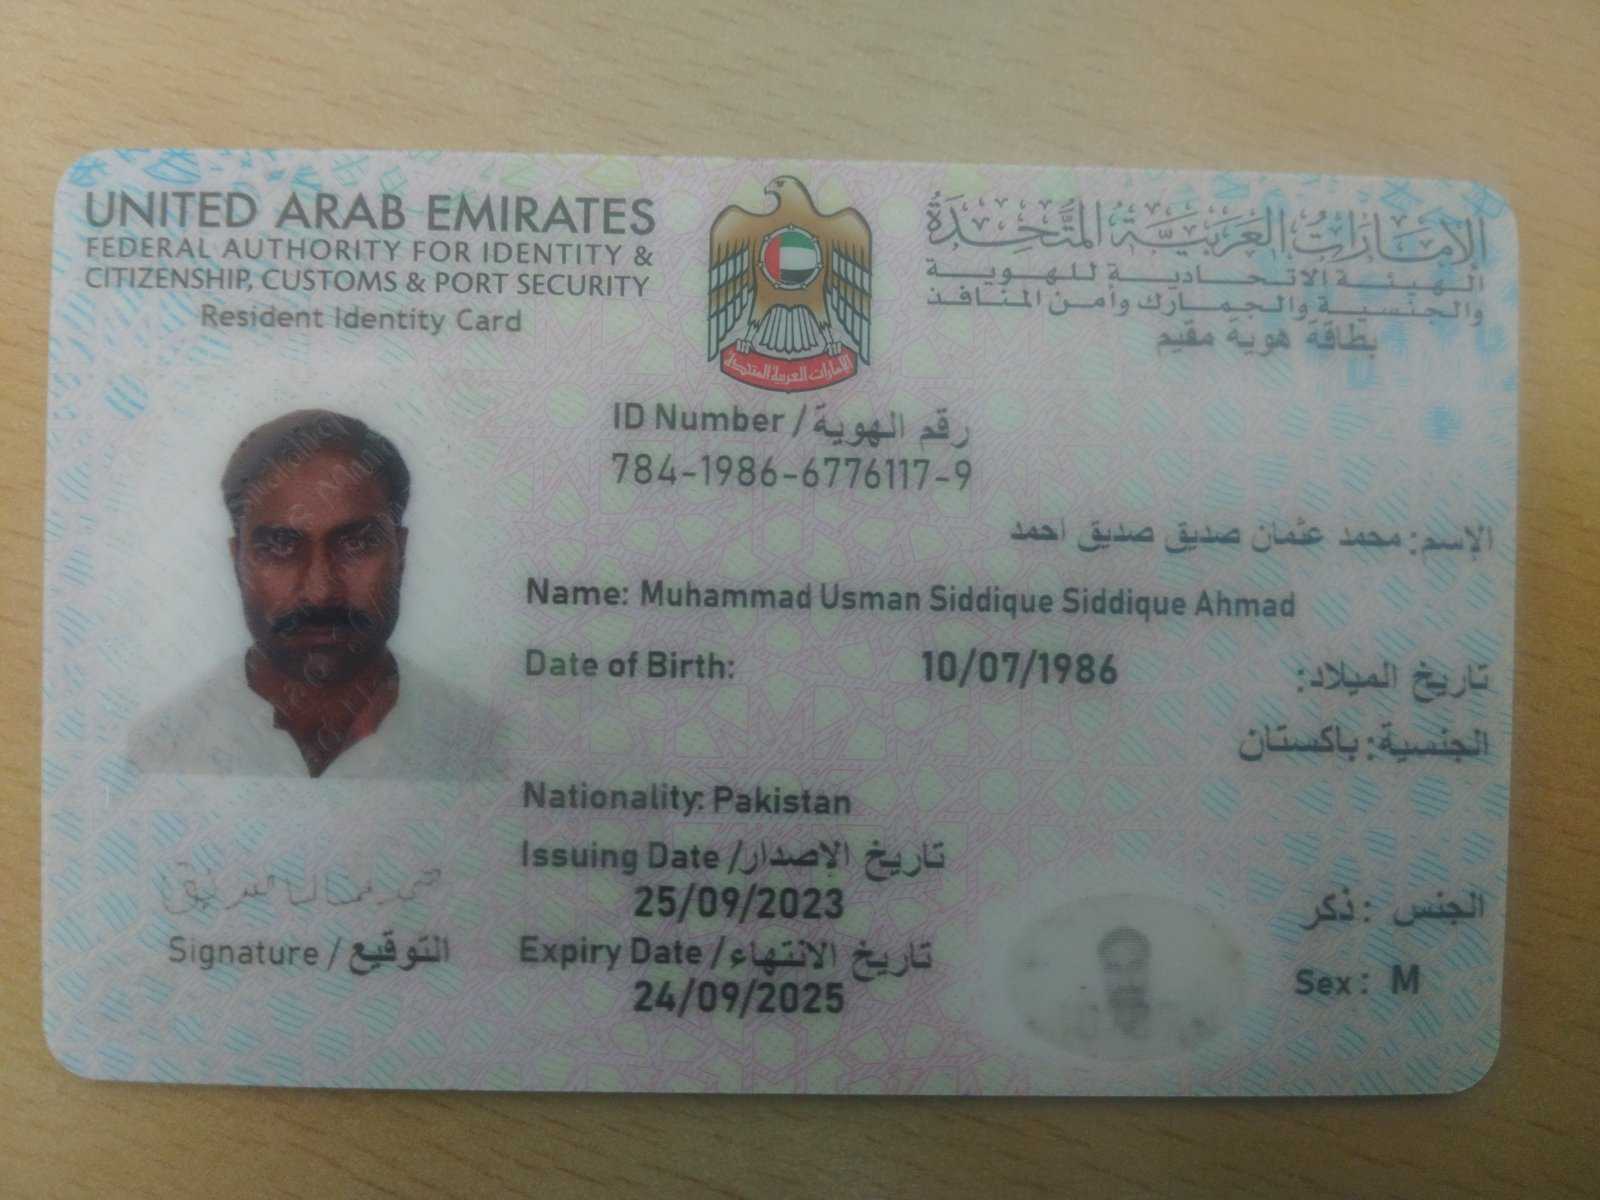 UNITED ARAB EMIRATES
FEDERAL AUTHORITY FOR IDENTITY &
CITIZENSHIP, CUSTOMS & PORT SECURITY
Resident Identity Card
الإمارات العربية المتحدة
الهيئة الاتحادية للهوية
والجنسية والجمارك وأمن المنافذ
بطاقة هوية مقيم
الإمارات العربية المتحدة
ID Number / رقم الهوية
784-1986-6776117-9
الإسم: محمد عثمان صديق صديق احمد
Name: Muhammad Usman Siddique Siddique Ahmad
Date of Birth: 10/07/1986 تاريخ الميلاد:
الجنسية: باكستان
Nationality: Pakistan
Issuing Date / تاريخ الإصدار
25/09/2023
Expiry Date / تاريخ الانتهاء
24/09/2025
الجنس : ذكر
Sex : M
Signature / التوقيع